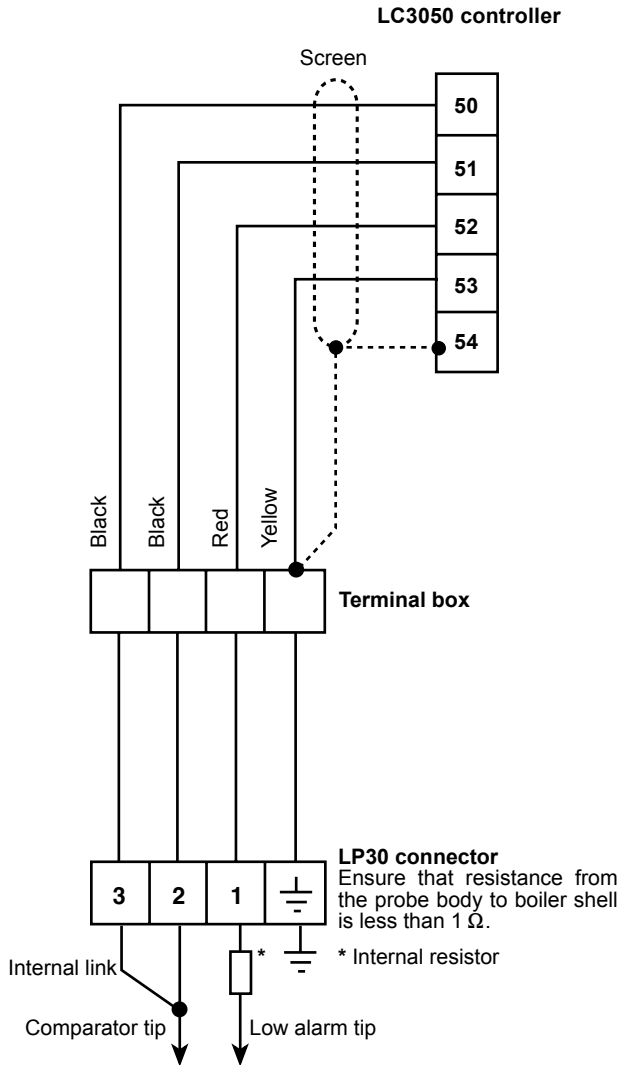 LC3050 controller
Screen
50
51
52
53
54
Black
Black
Red
Yellow
Terminal box
LP30 connector
Ensure that resistance from
the probe body to boiler shell
is less than 1 Ω.
3
2
1
*
* Internal resistor
Internal link
Comparator tip
Low alarm tip